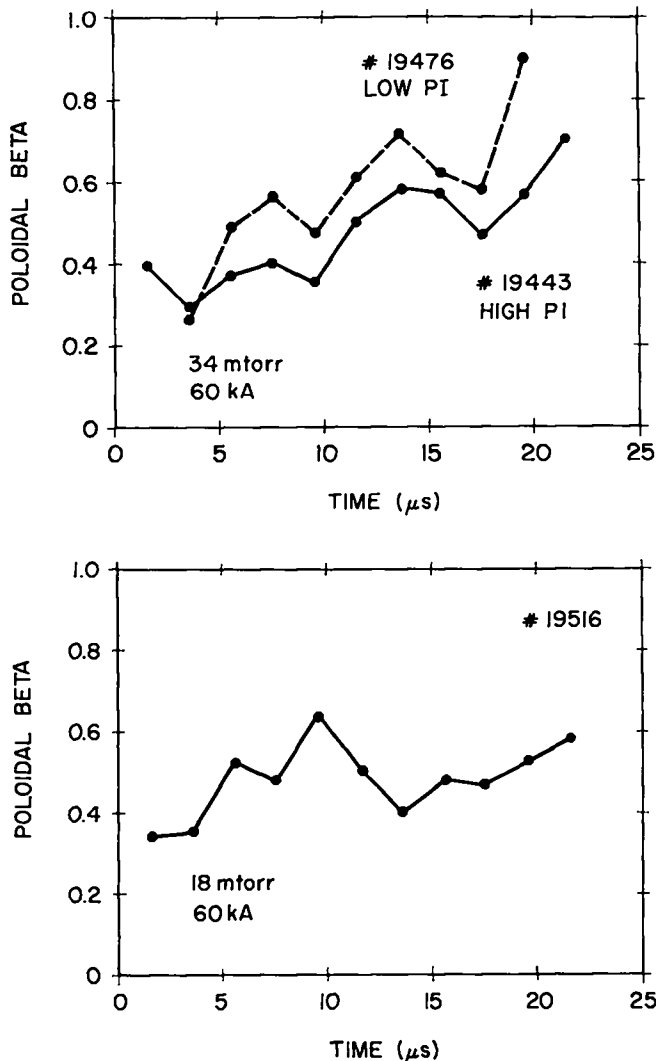 POLOIDAL BETA
1.0
0.8
0.6
0.4
0.2
0
# 19476
LOW PI
# 19443
HIGH PI
34 mtorr
60 kA
0 5 10 15 20 25
TIME (μs)
POLOIDAL BETA
1.0
0.8
0.6
0.4
0.2
0
# 19516
18 mtorr
60 kA
0 5 10 15 20 25
TIME (μs)